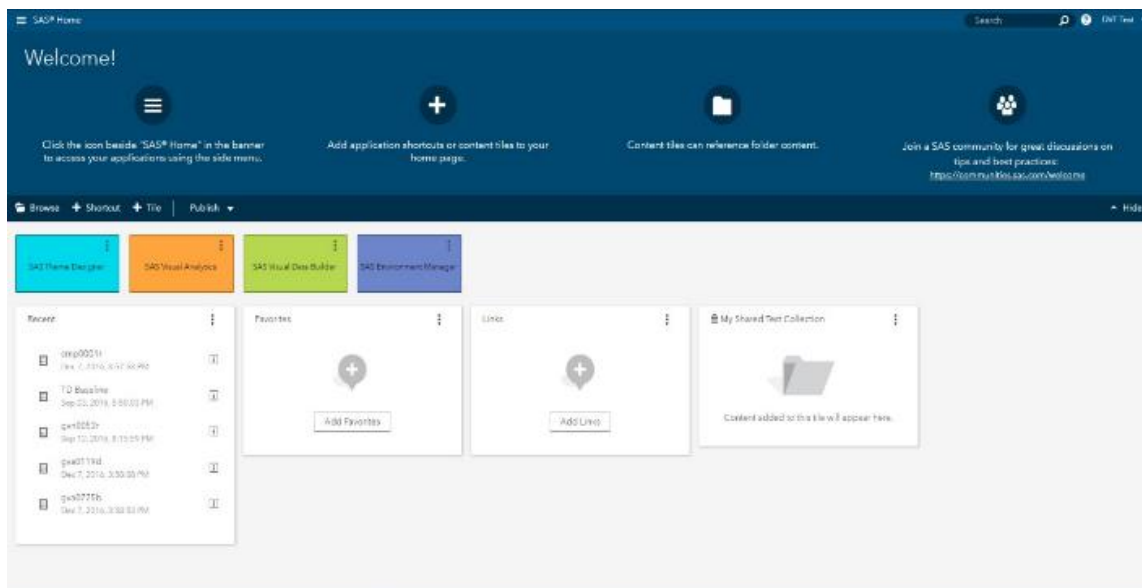 SAS® Home
Search
DVT Test
Welcome!
Click the icon beside "SAS® Home" in the banner
to access your applications using the side menu.
Add application shortcuts or content tiles to your
home page.
Content tiles can reference folder content.
Join a SAS community for great discussions on
tips and best practices:
https://communities.sas.com/welcome
Browse + Shortcut + Tile | Publish
Hide
SAS Theme Designer
SAS Visual Analytics
SAS Visual Data Builder
SAS Environment Manager
Recent
TO Baseline
Favorites
Add Favorites
Links
Add Links
My Shared Test Collection
Content added to this tile will appear here.